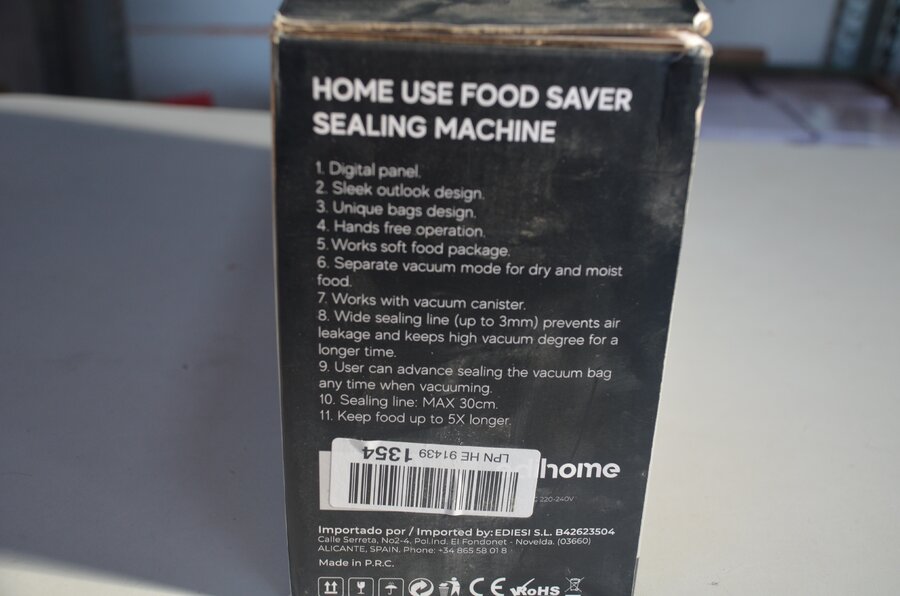 HOME USE FOOD SAVER
SEALING MACHINE
1. Digital panel.
2. Sleek outlook design.
3. Unique bags design.
4. Hands free operation.
5. Works soft food package.
6. Separate vacuum mode for dry and moist
food.
7. Works with vacuum canister.
8. Wide sealing line (up to 3mm) prevents air
leakage and keeps high vacuum degree for a
longer time.
9. User can advance sealing the vacuum bag
any time when vacuuming.
10. Sealing line: MAX 30cm.
11. Keep food up to 5X longer.
LPN HE 91439 1354
home
220-240V
Importado por / Imported by: EDIESI S.L. B42623504
Calle Serreta, No2-4, Pol.Ind. El Fondonet - Novelda. (03660)
ALICANTE, SPAIN. Phone: +34 865 58 01 8
Made in P.R.C.
CE RoHS